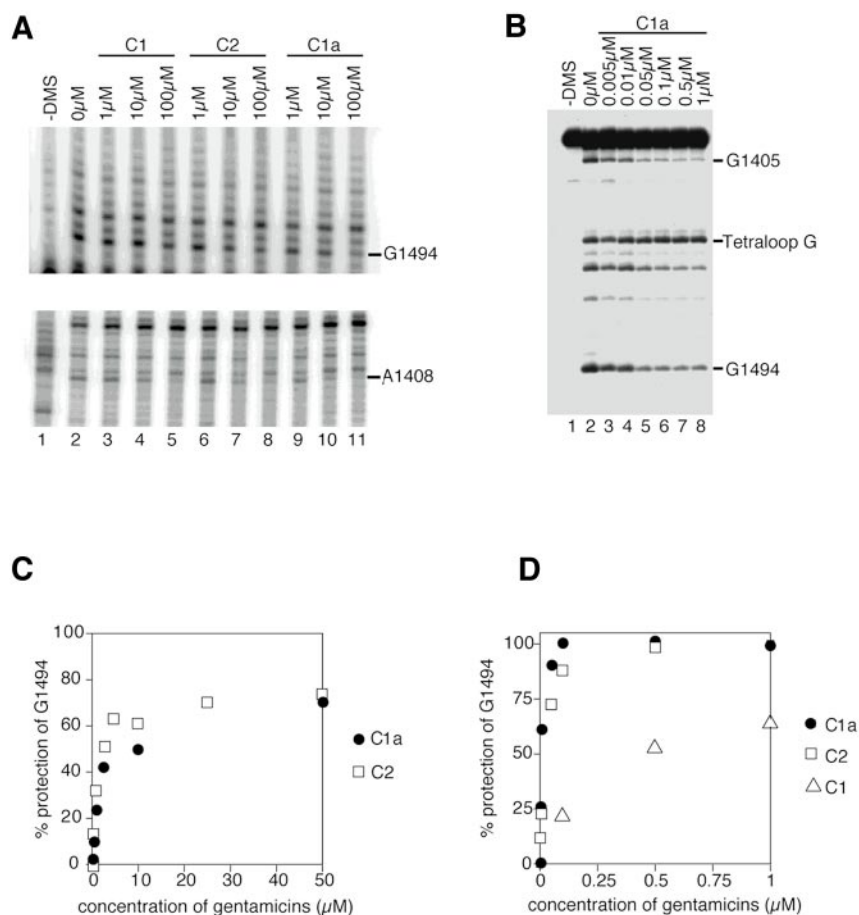 A
C1 C2 C1a
-DMS 0µM 1µM 10µM 100µM 1µM 10µM 100µM 1µM 10µM 100µM
G1494
A1408
1 2 3 4 5 6 7 8 9 10 11
B
C1a
-DMS 0µM 0.005µM 0.01µM 0.05µM 0.1µM 0.5µM 1µM
G1405
Tetraloop G
G1494
1 2 3 4 5 6 7 8
C
% protection of G1494
100
80
60
40
20
0
0 10 20 30 40 50
concentration of gentamicins (µM)
C1a
C2
D
% protection of G1494
100
75
50
25
0
0 0.25 0.5 0.75 1
concentration of gentamicins (µM)
C1a
C2
C1